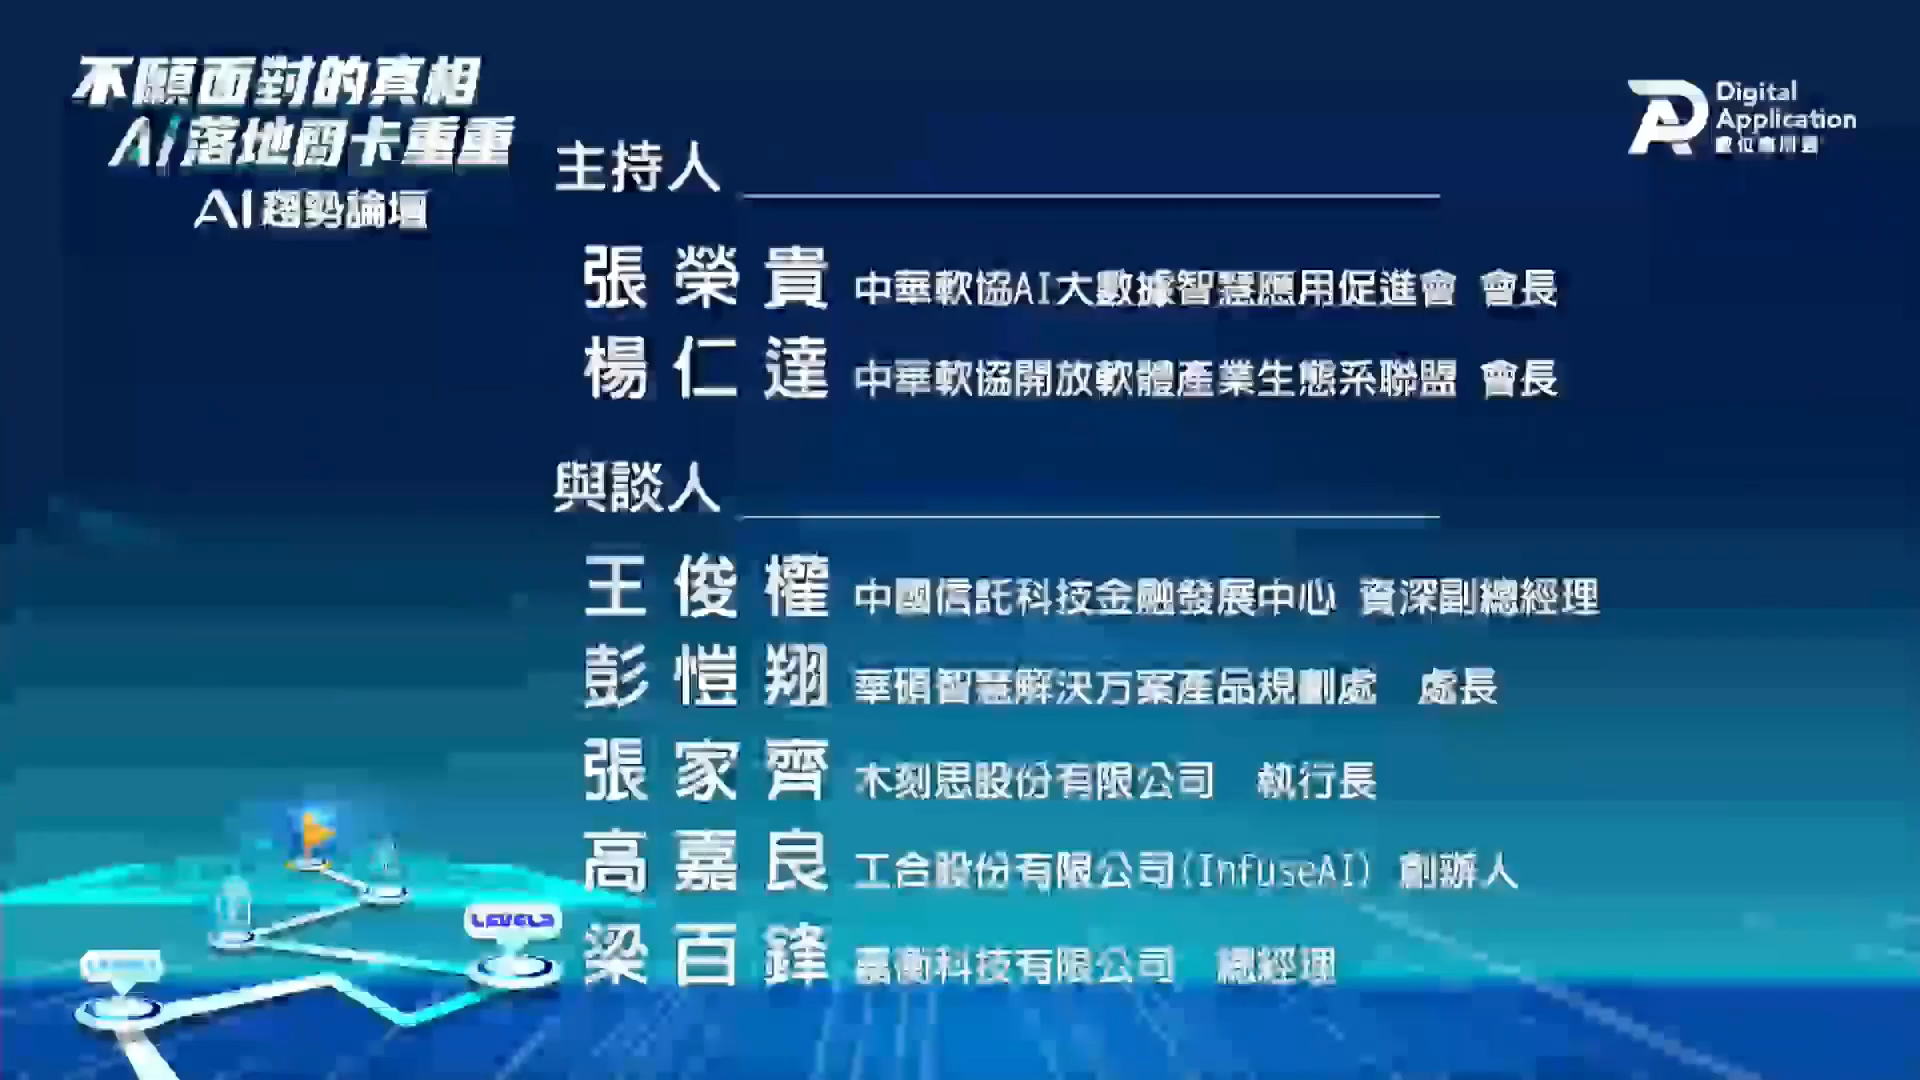 不願面對的真相
AI落地關卡重重
AI趨勢論壇
Digital
Application
數位應用週
主持人
張榮貴 中華軟協AI大數據智慧應用促進會 會長
楊仁達 中華軟協開放軟體產業生態系聯盟 會長
與談人
王俊權 中國信託科技金融發展中心 資深副總經理
彭愷翔 華碩智慧解決方案產品規劃處 處長
張家齊 木刻思股份有限公司 執行長
高嘉良 工合股份有限公司(InfuseAI) 創辦人
梁百鋒 科技有限公司 總經理